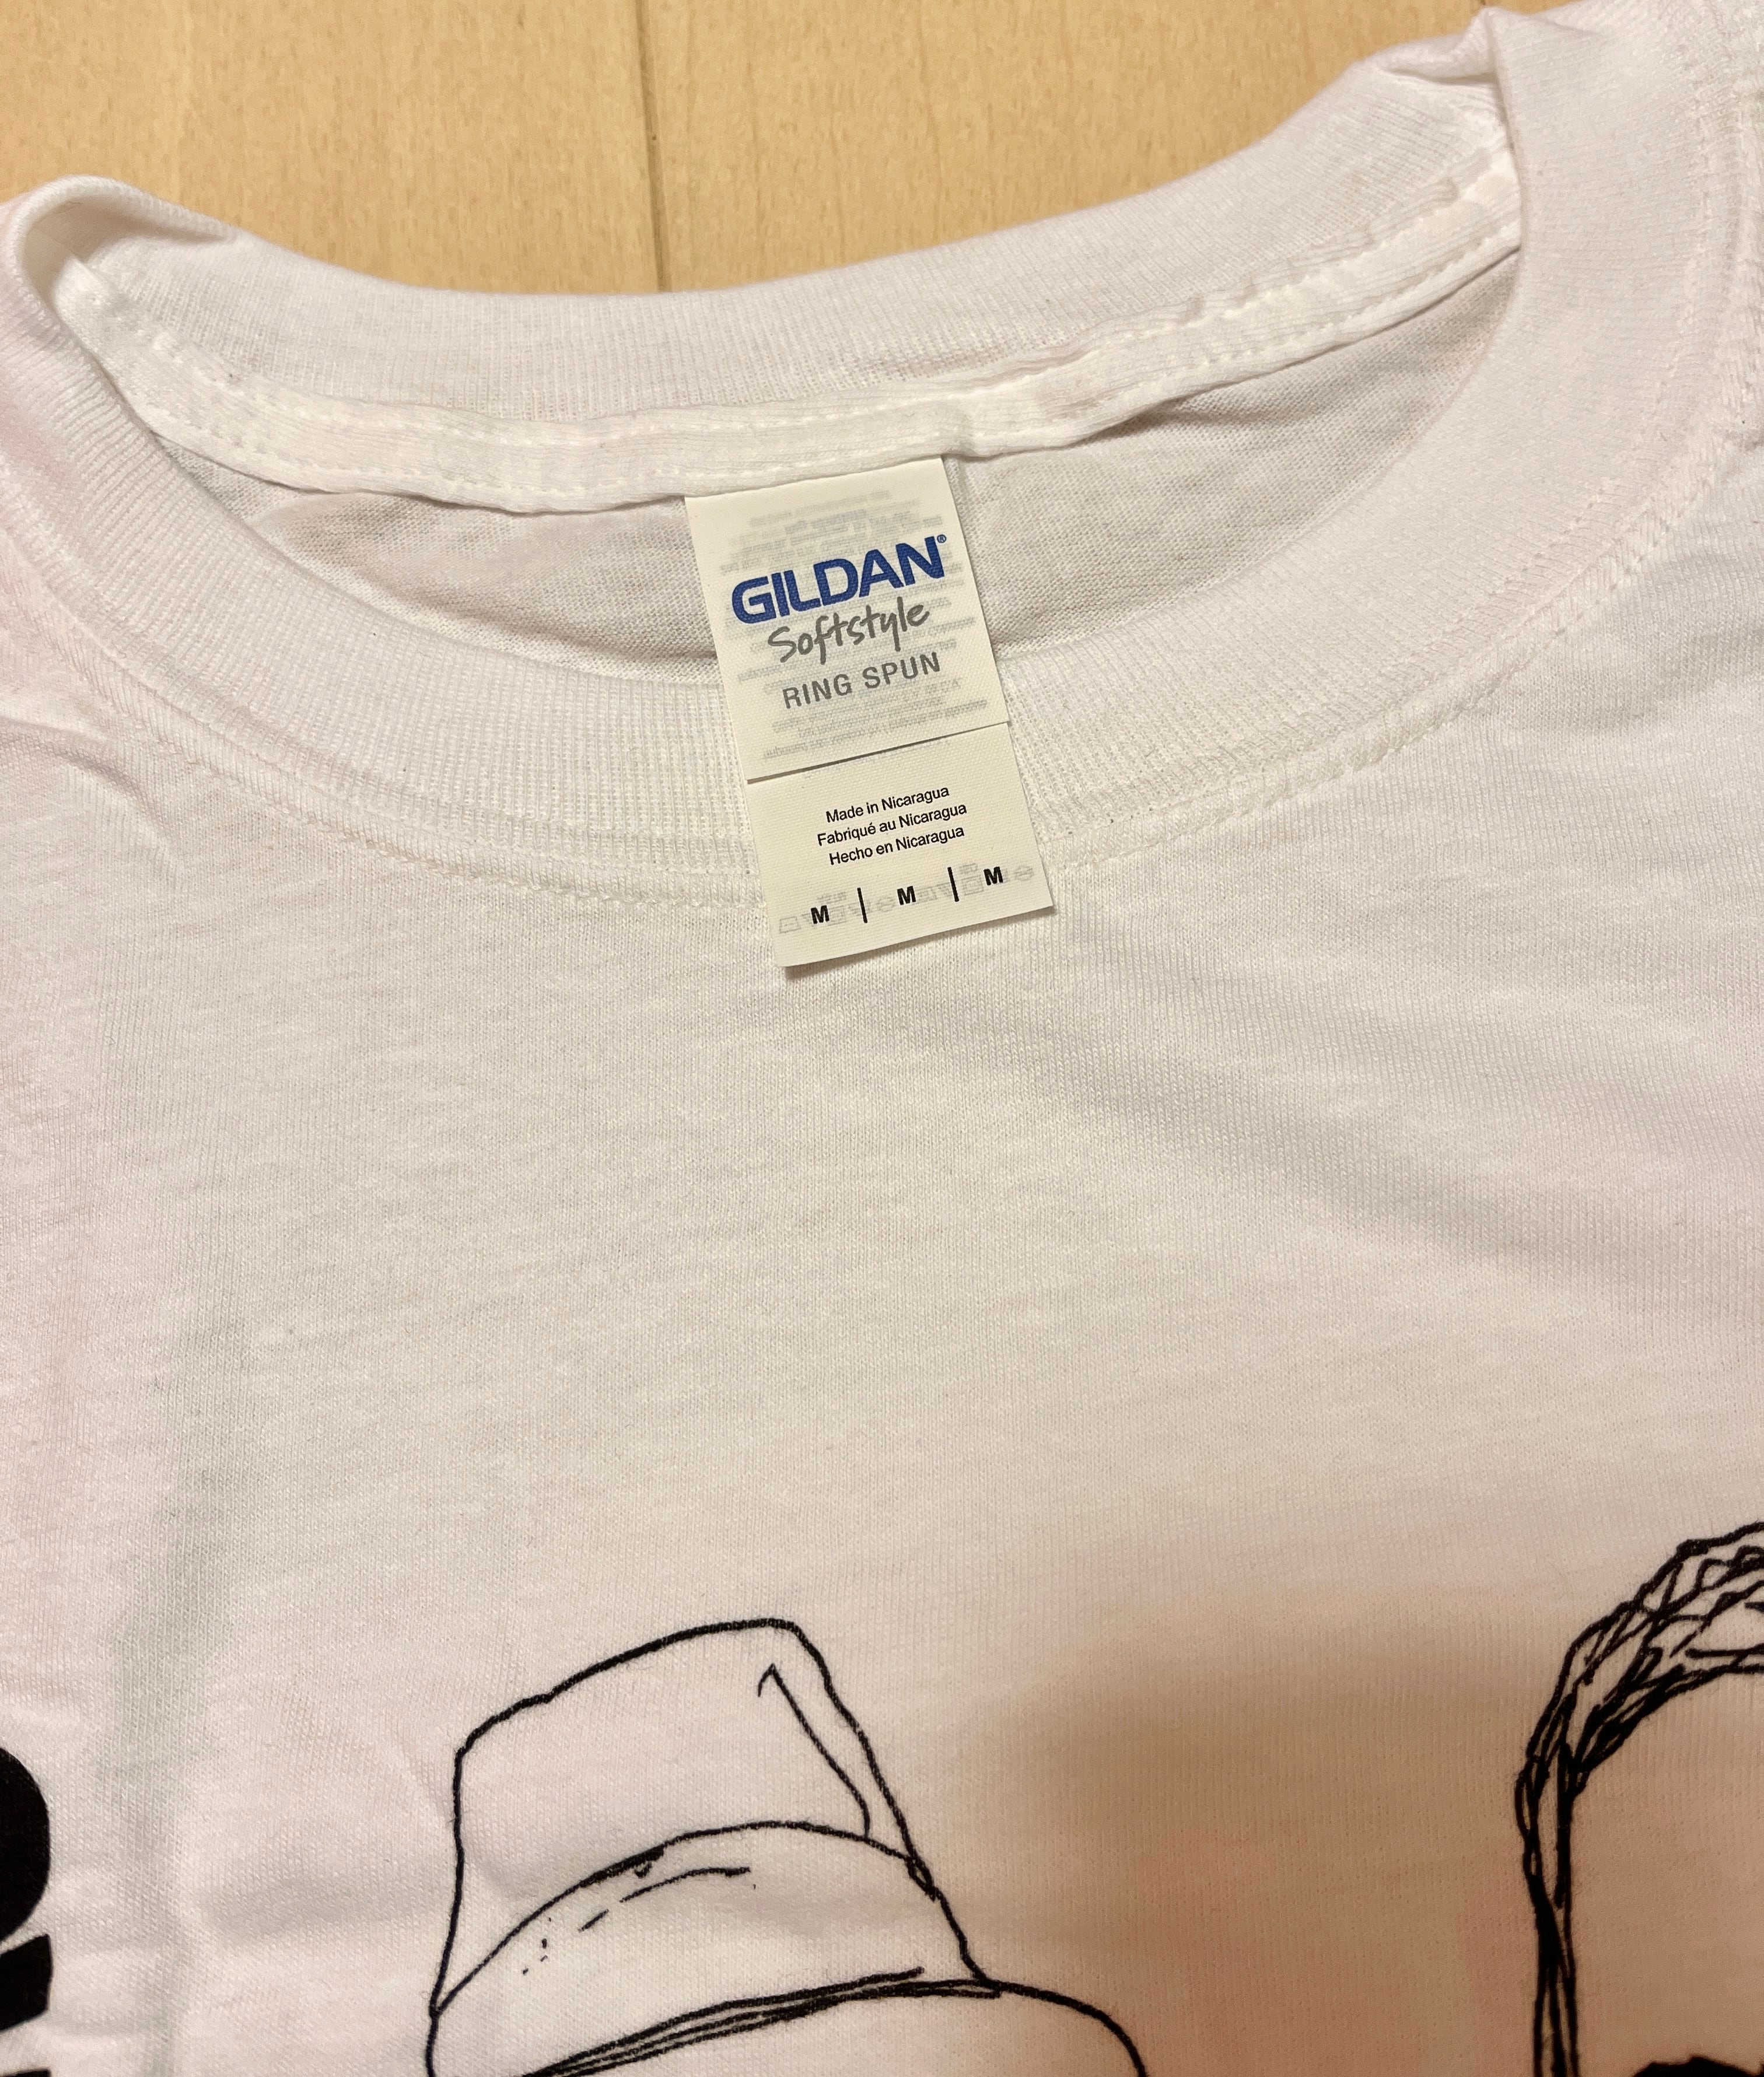 GILDAN®
Softstyle
RING SPUN
Made in Nicaragua
Fabriqué au Nicaragua
Hecho en Nicaragua
M | M | M